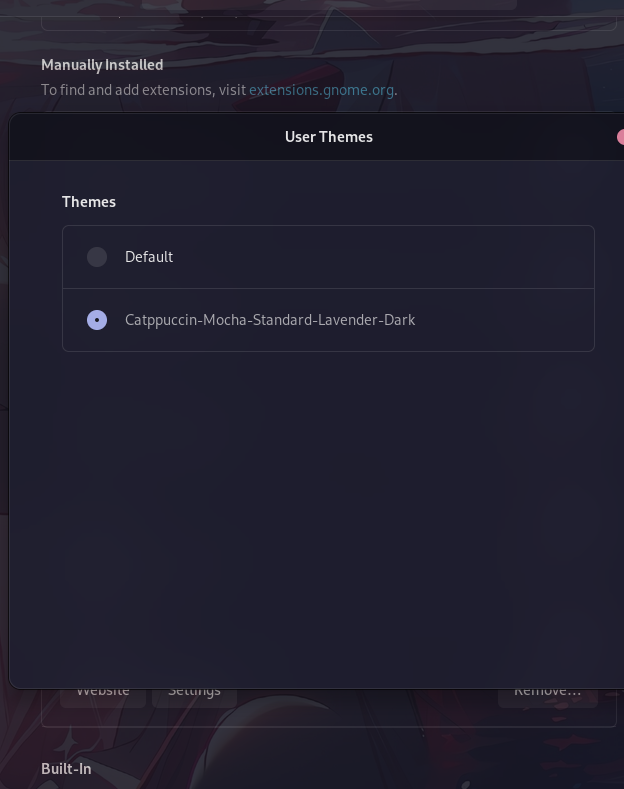 Manually Installed
To find and add extensions, visit extensions.gnome.org.
User Themes
Themes
Default
Catppuccin-Mocha-Standard-Lavender-Dark
Website Settings Remove...
Built-In